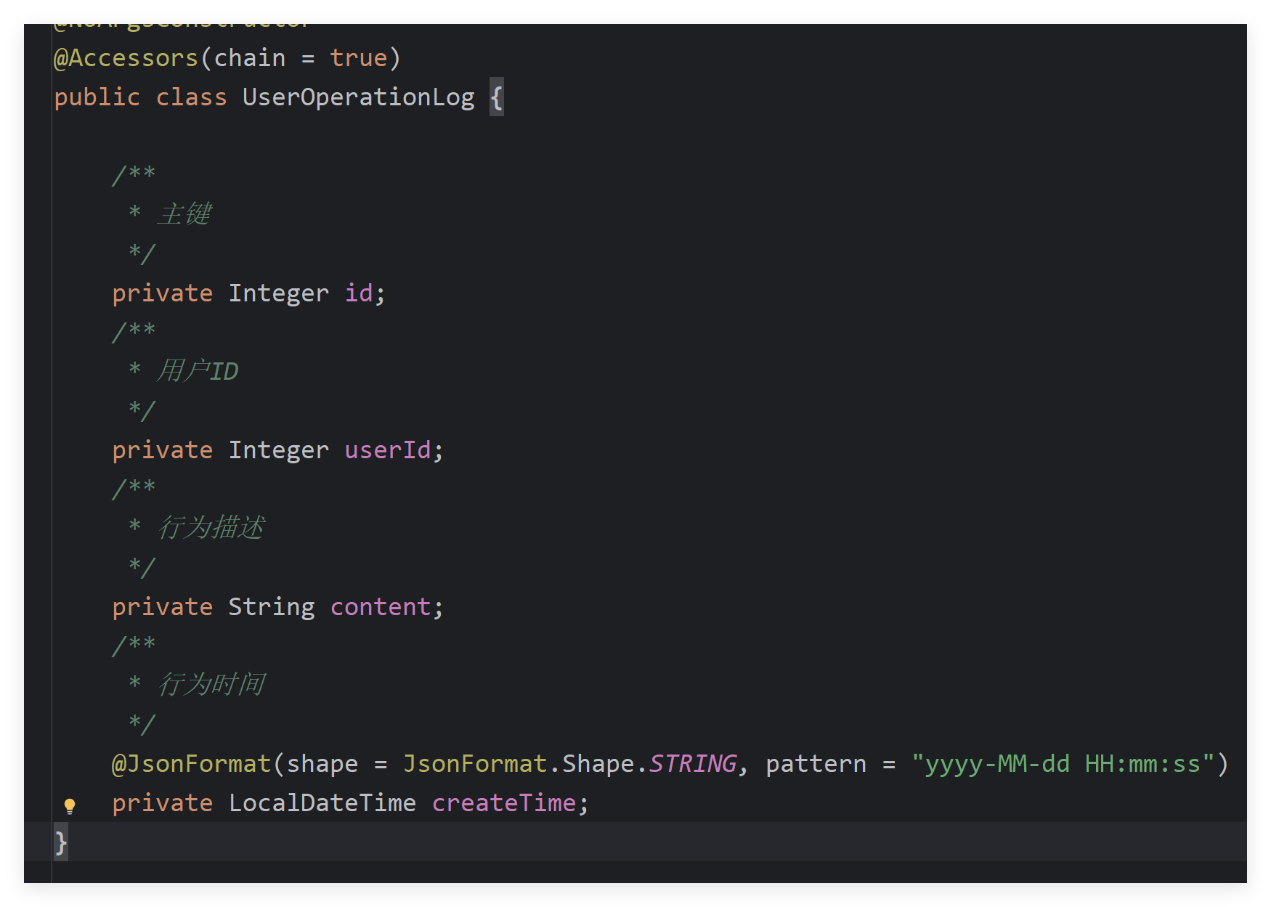 @NoArgsConstructor
@Accessors(chain = true)
public class UserOperationLog {
/**
* 主键
*/
private Integer id;
/**
* 用户ID
*/
private Integer userId;
/**
* 行为描述
*/
private String content;
/**
* 行为时间
*/
@JsonFormat(shape = JsonFormat.Shape.STRING, pattern = "yyyy-MM-dd HH:mm:ss")
private LocalDateTime createTime;
}